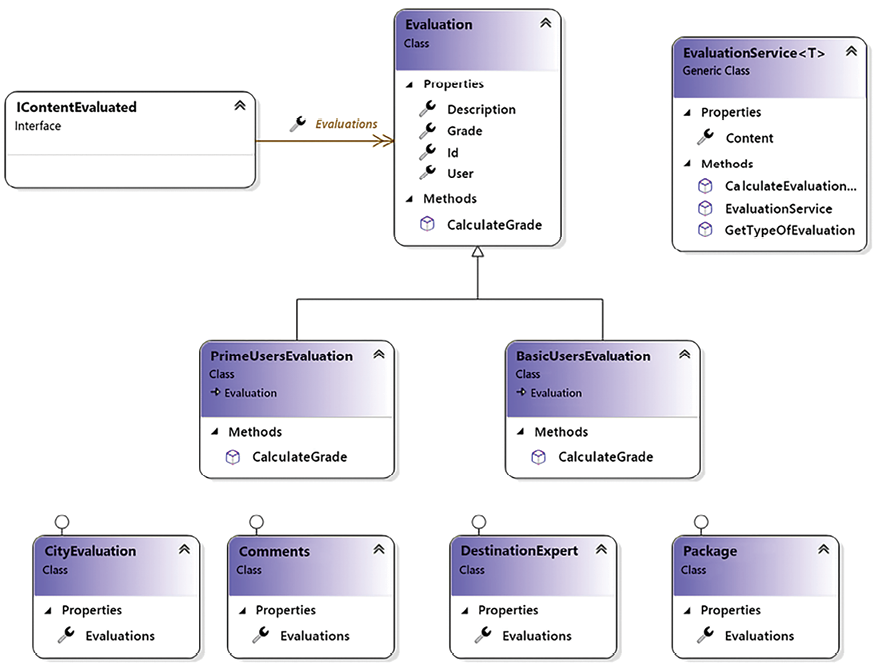 Evaluation
Class
Properties
Description
Grade
Id
User
Methods
CalculateGrade
EvaluationService<T>
Generic Class
Properties
Content
Methods
CalculateEvaluation...
EvaluationService
GetTypeOfEvaluation
IContentEvaluated
Interface
Evaluations
PrimeUsersEvaluation
Class
Evaluation
Methods
CalculateGrade
BasicUsersEvaluation
Class
Evaluation
Methods
CalculateGrade
CityEvaluation
Class
Properties
Evaluations
Comments
Class
Properties
Evaluations
DestinationExpert
Class
Properties
Evaluations
Package
Class
Properties
Evaluations